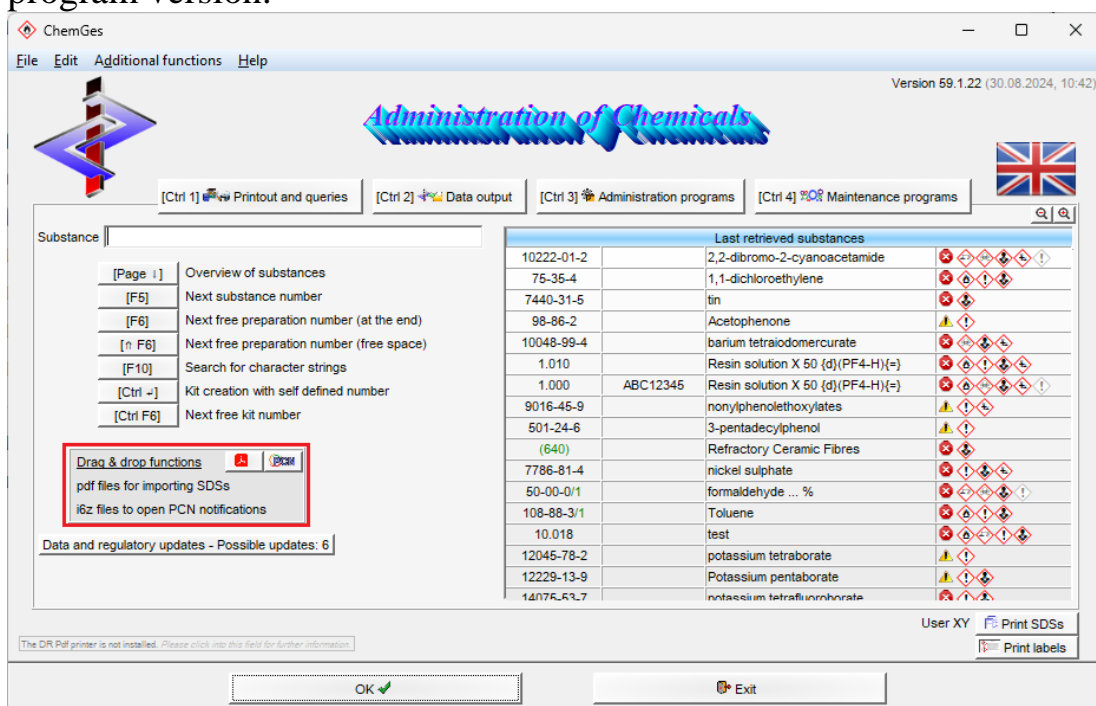 program version.
ChemGes
File Edit Additional functions Help
Version 59.1.22 (30.08.2024, 10:42)
Administration of Chemicals
[Ctrl 1] Printout and queries
[Ctrl 2] Data output
[Ctrl 3] Administration programs
[Ctrl 4] Maintenance programs
Substance
[Page ↓] Overview of substances
[F5] Next substance number
[F6] Next free preparation number (at the end)
[⇑ F6] Next free preparation number (free space)
[F10] Search for character strings
[Ctrl ↵] Kit creation with self defined number
[Ctrl F6] Next free kit number
Drag & drop functions PCN
pdf files for importing SDSs
i6z files to open PCN notifications
Data and regulatory updates - Possible updates: 6
Last retrieved substances
10222-01-2 2,2-dibromo-2-cyanoacetamide
75-35-4 1,1-dichloroethylene
7440-31-5 tin
98-86-2 Acetophenone
10048-99-4 barium tetraiodomercurate
1.010 Resin solution X 50 {d}(PF4-H){=}
1.000 ABC12345 Resin solution X 50 {d}(PF4-H){=}
9016-45-9 nonylphenolethoxylates
501-24-6 3-pentadecylphenol
(640) Refractory Ceramic Fibres
7786-81-4 nickel sulphate
50-00-0/1 formaldehyde ... %
108-88-3/1 Toluene
10.018 test
12045-78-2 potassium tetraborate
12229-13-9 Potassium pentaborate
14075-53-7 potassium tetrafluoroborate
User XY Print SDSs
The DR Pdf printer is not installed. Please click into this field for further information.
Print labels
OK
Exit